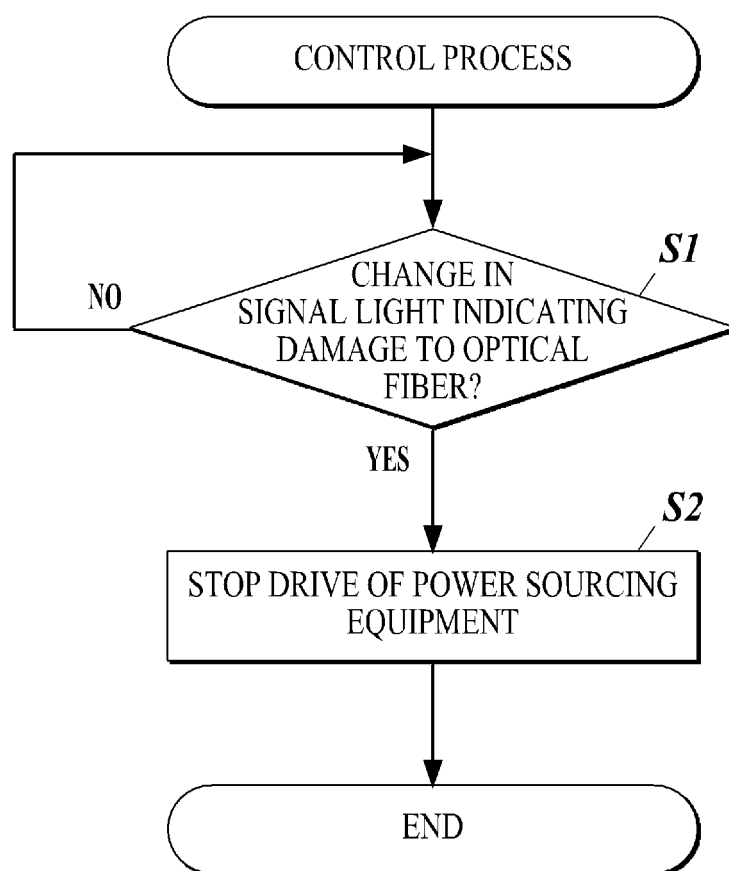 CONTROL PROCESS
S1
CHANGE IN
SIGNAL LIGHT INDICATING
DAMAGE TO OPTICAL
FIBER?
NO
YES
S2
STOP DRIVE OF POWER SOURCING
EQUIPMENT
END